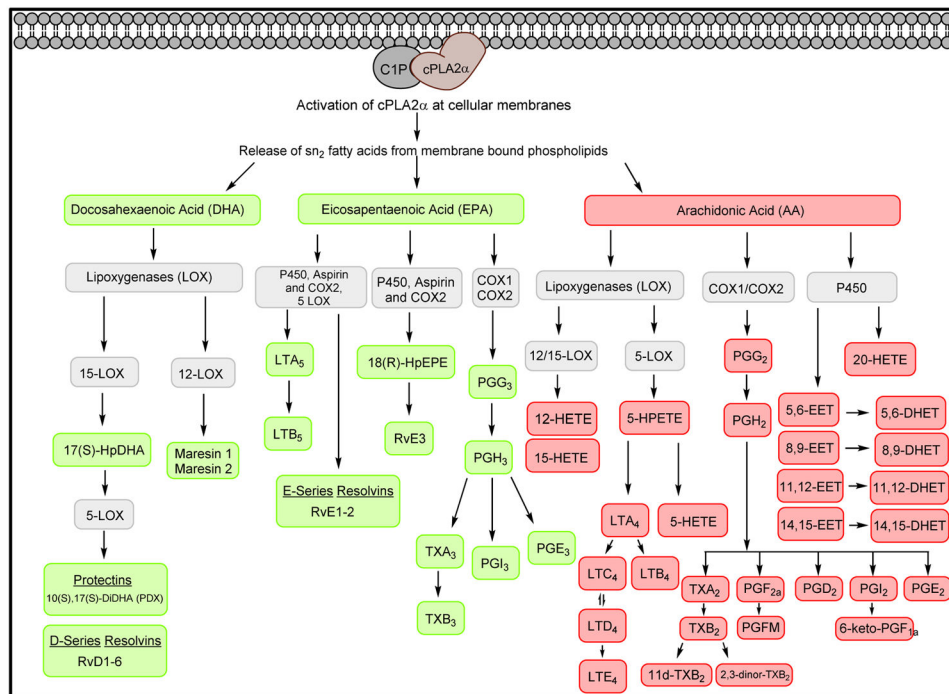 C1P
cPLA2α
Activation of cPLA2α at cellular membranes
Release of sn2 fatty acids from membrane bound phospholipids
Docosahexaenoic Acid (DHA)
Lipoxygenases (LOX)
15-LOX
12-LOX
17(S)-HpDHA
Maresin 1
Maresin 2
5-LOX
Protectins
10(S),17(S)-DiDHA (PDX)
D-Series Resolvins
RvD1-6
Eicosapentaenoic Acid (EPA)
P450, Aspirin
and COX2,
5 LOX
P450, Aspirin
and COX2
COX1
COX2
LTA5
LTB5
E-Series Resolvins
RvE1-2
18(R)-HpEPE
RvE3
PGG3
PGH3
TXA3
PGI3
PGE3
TXB3
Arachidonic Acid (AA)
Lipoxygenases (LOX)
COX1/COX2
P450
12/15-LOX
5-LOX
12-HETE
15-HETE
5-HPETE
LTA4
5-HETE
LTC4
LTB4
LTD4
LTE4
PGG2
PGH2
TXA2
PGF2a
PGD2
PGI2
PGE2
TXB2
PGFM
6-keto-PGF1a
11d-TXB2
2,3-dinor-TXB2
20-HETE
5,6-EET
5,6-DHET
8,9-EET
8,9-DHET
11,12-EET
11,12-DHET
14,15-EET
14,15-DHET